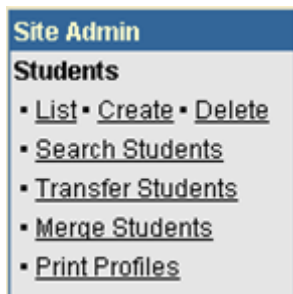 Site Admin
Students
▪ List ▪ Create ▪ Delete
▪ Search Students
▪ Transfer Students
▪ Merge Students
▪ Print Profiles